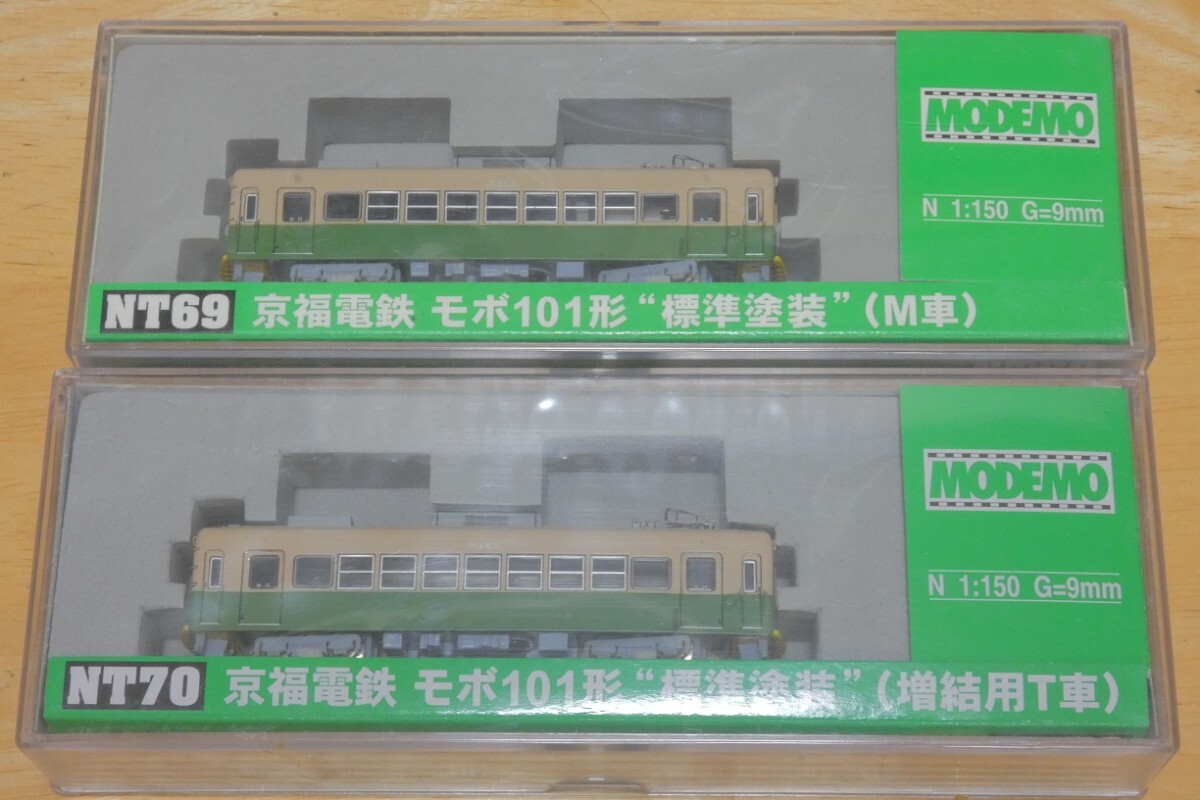 MODEMO
N 1:150 G=9mm
NT69 京福電鉄 モボ101形“標準塗装”（M車）
MODEMO
N 1:150 G=9mm
NT70 京福電鉄 モボ101形“標準塗装”（増結用T車）